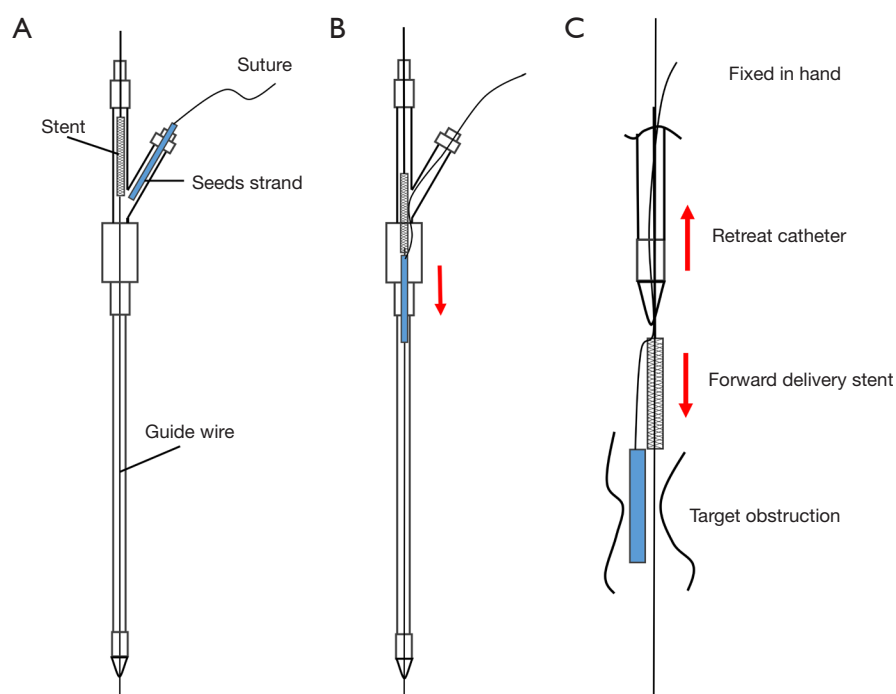 A
B
C
Suture
Stent
Seeds strand
Guide wire
Fixed in hand
Retreat catheter
Forward delivery stent
Target obstruction